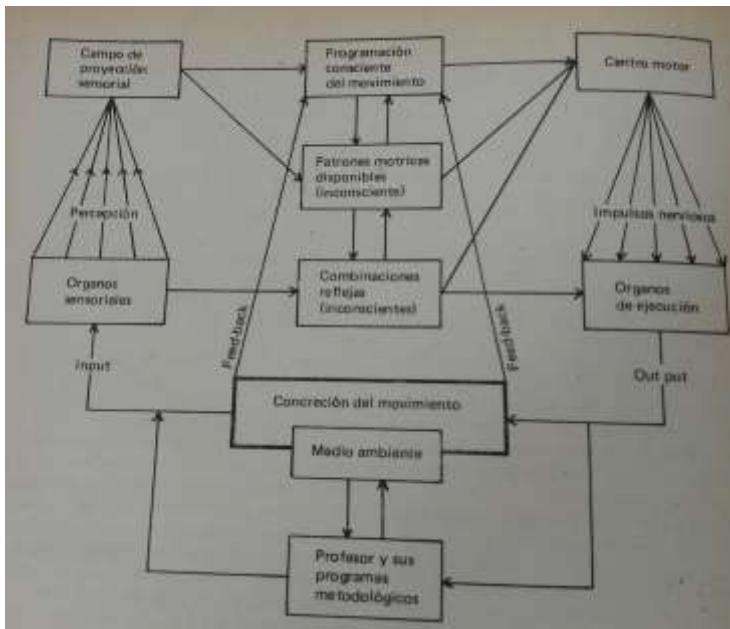 Campo de
proyección
sensorial
Programación
consciente
del movimiento
Centro motor
Patrones motrices
disponibles
(inconsciente)
Percepción
Impulsos nerviosos
Organos
sensoriales
Combinaciones
reflejas
(inconscientes)
Organos
de ejecución
Feed-back
Feed-back
input
Out put
Concreción del movimiento
Medio ambiente
Profesor y sus
programas
metodológicos